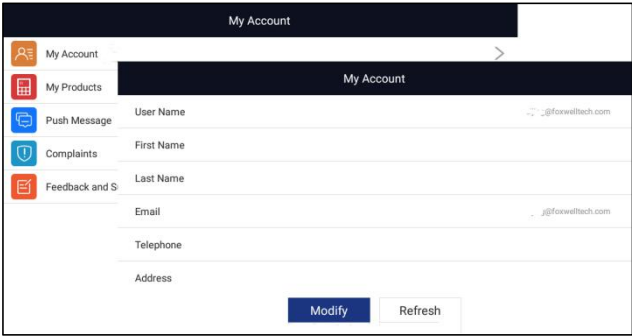 My Account
My Account
My Products
Push Message
Complaints
Feedback and S
My Account
User Name @foxwelltech.com
First Name
Last Name
Email @foxwelltech.com
Telephone
Address
Modify Refresh